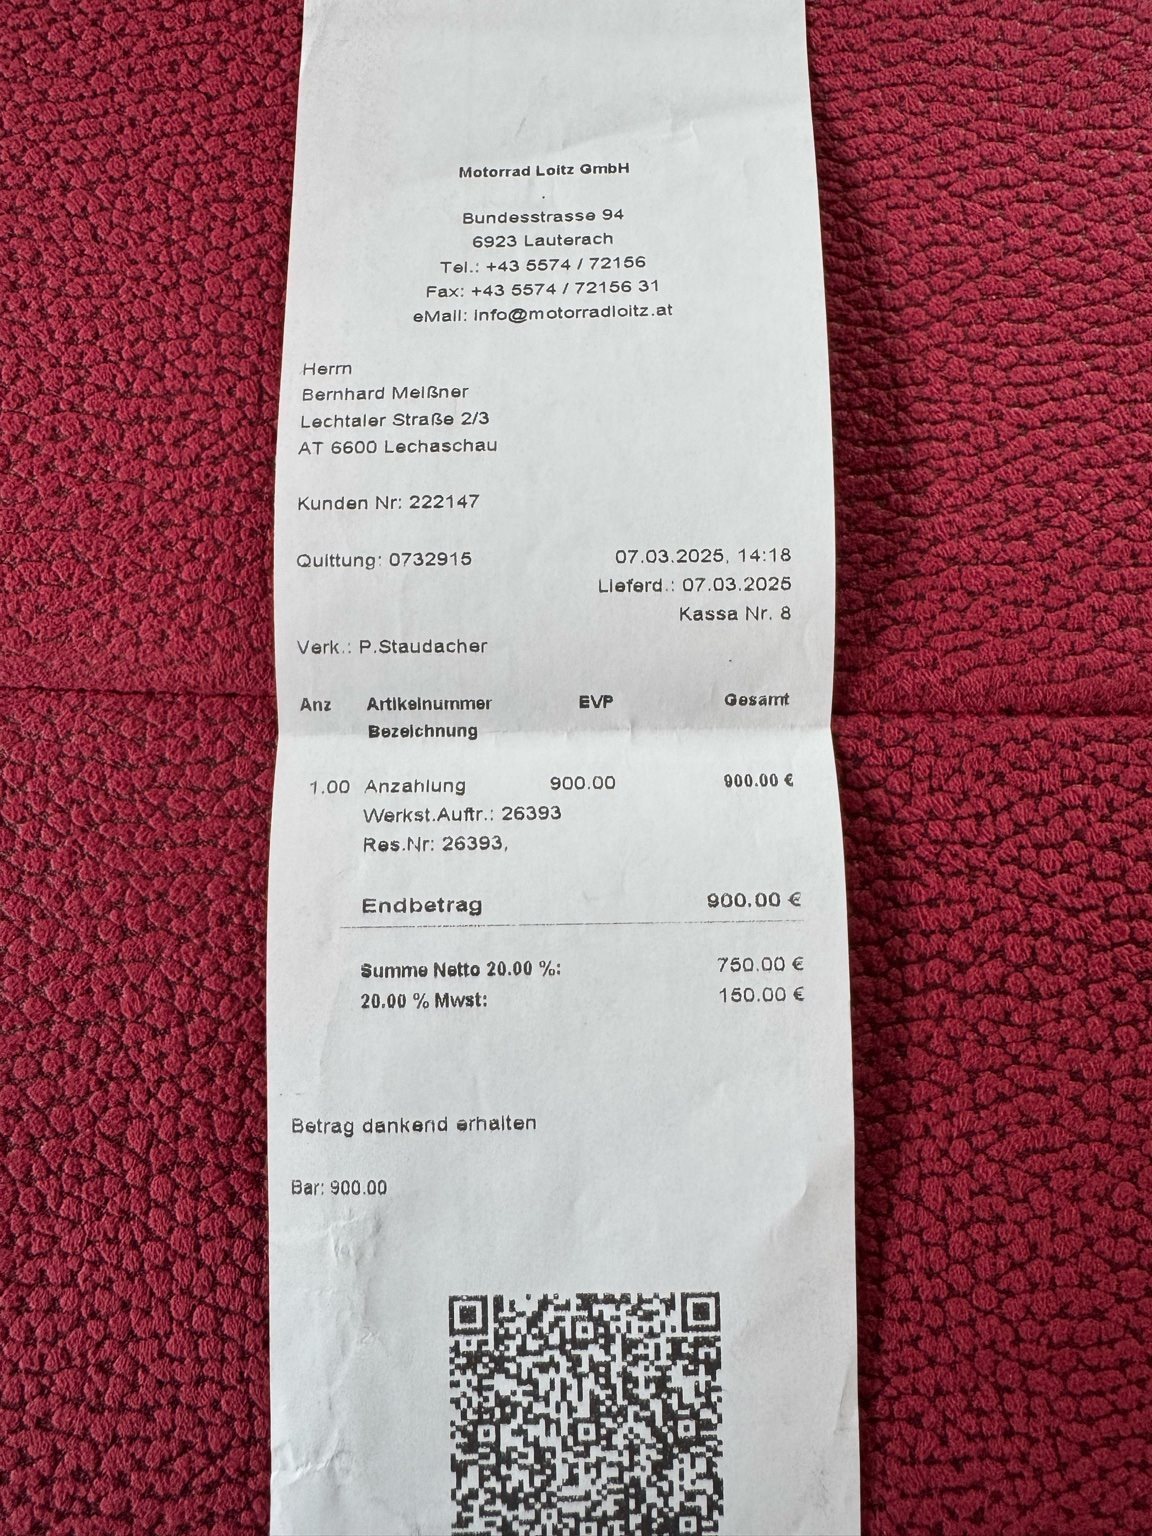 Motorrad Loitz GmbH
.
Bundesstrasse 94
6923 Lauterach
Tel.: +43 5574 / 72156
Fax: +43 5574 / 72156 31
eMail: info@motorradloitz.at
Herrn
Bernhard Meißner
Lechtaler Straße 2/3
AT 6600 Lechaschau
Kunden Nr: 222147
Quittung: 0732915 07.03.2025, 14:18
Lieferd.: 07.03.2025
Kassa Nr. 8
Verk.: P.Staudacher
Anz Artikelnummer EVP Gesamt
Bezeichnung
1.00 Anzahlung 900.00 900.00 €
Werkst.Auftr.: 26393
Res.Nr: 26393,
Endbetrag 900.00 €
Summe Netto 20.00 %: 750.00 €
20.00 % Mwst: 150.00 €
Betrag dankend erhalten
Bar: 900.00